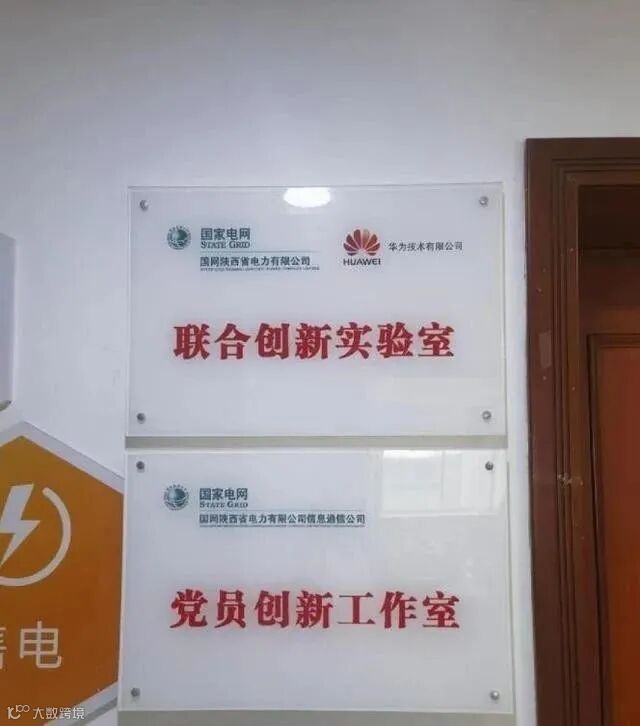 国家电网
STATE GRID
国网陕西省电力有限公司
HUAWEI
华为技术有限公司
联合创新实验室
国家电网
STATE GRID
国网陕西省电力有限公司信息通信公司
党员创新工作室
售电
大数跨境